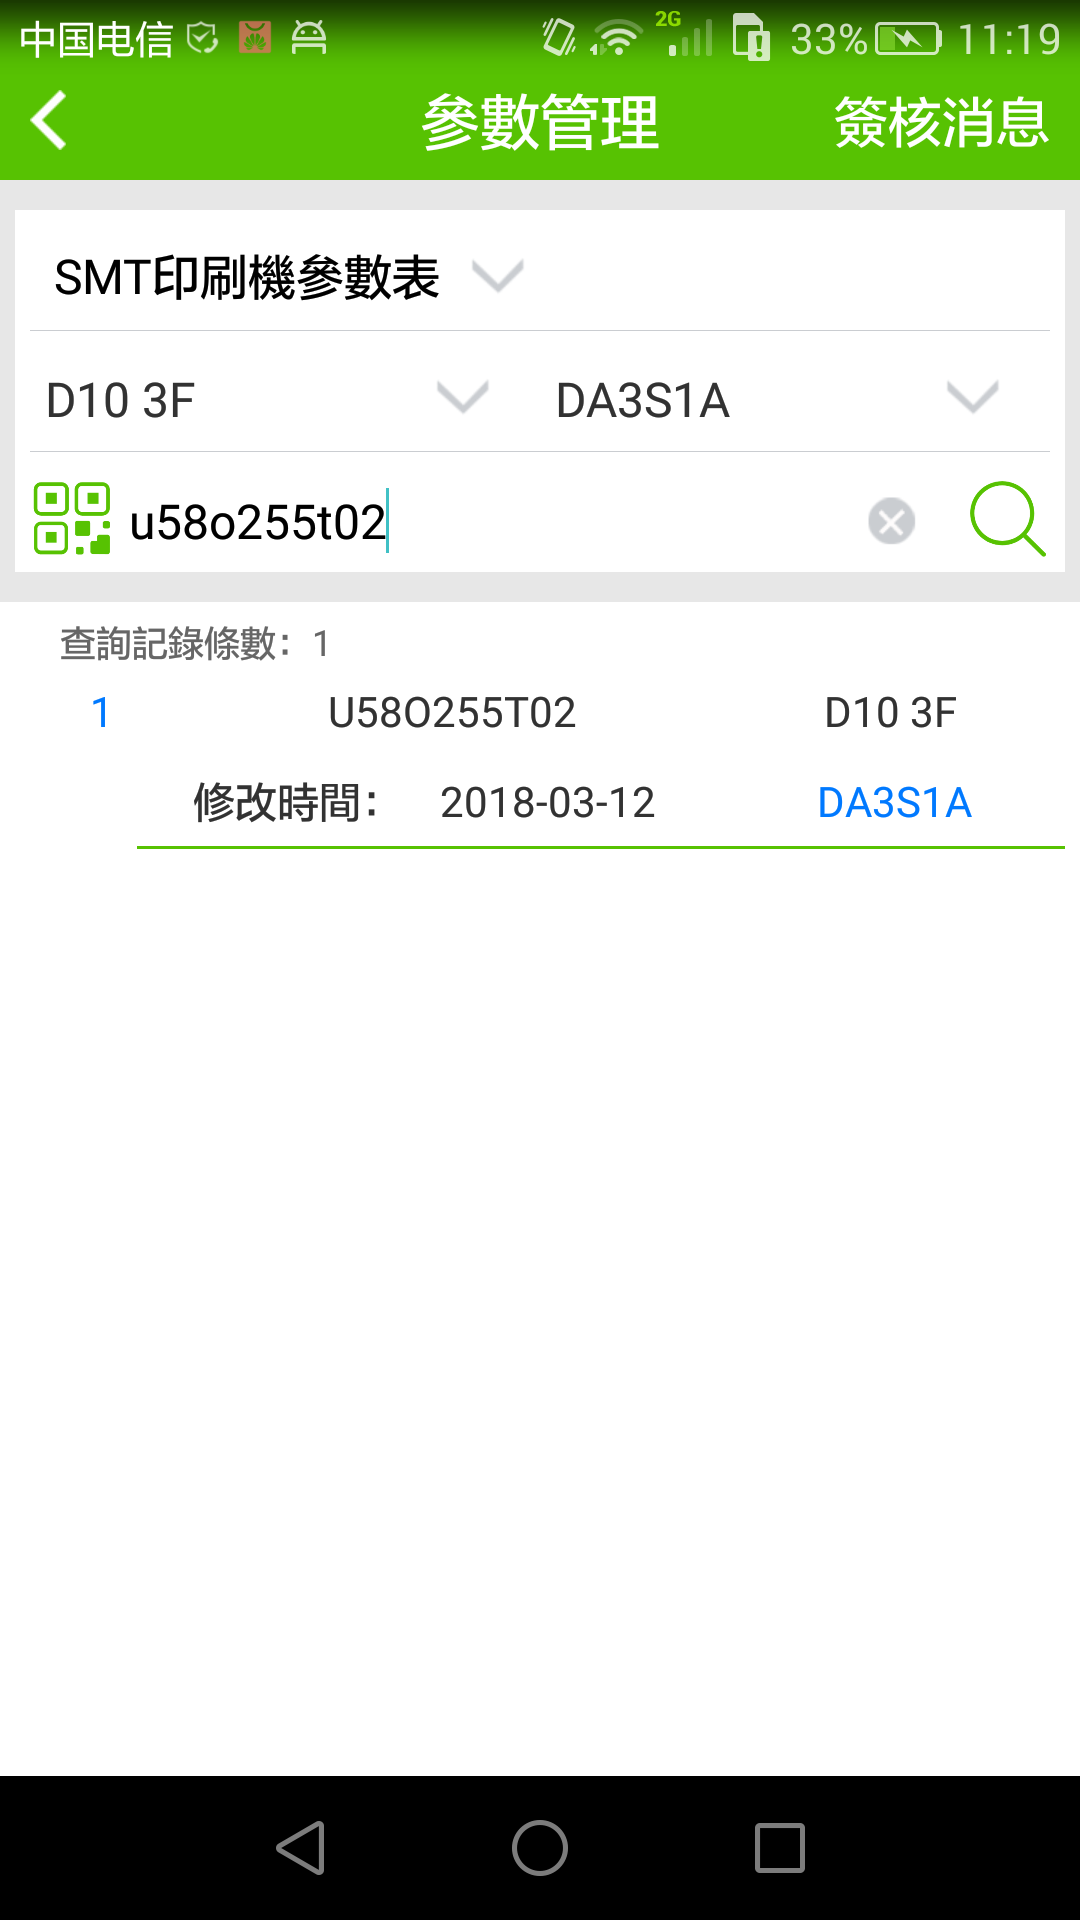 中国电信 2G 33% 11:19
參數管理 簽核消息
SMT印刷機參數表
D10 3F DA3S1A
u58o255t02
查詢記錄條數：1
1 U58O255T02 D10 3F
修改時間： 2018-03-12 DA3S1A